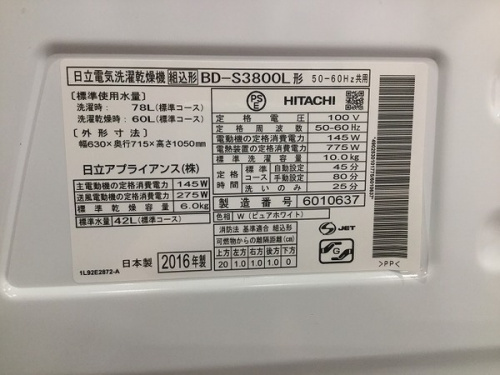 日立電気洗濯乾燥機 組込形 BD-S3800L形 50-60Hz共用
〔標準使用水量〕
洗濯時: 78L(標準コース)
洗濯乾燥時: 60L(標準コース)
〔外形寸法〕
幅630×奥行715×高さ1050mm
日立アプライアンス(株)
主電動機の定格消費電力 145W
送風電動機の定格消費電力 275W
標準乾燥容量 6.0kg
標準水量 42L(標準コース)
日本製 2016年製
1L92E2872-A
PS
E
HITACHI
定格電圧 100V
定格周波数 50-60Hz
電動機の定格消費電力 145W
電熱装置の定格消費電力 775W
標準洗濯容量 10.0kg
定格時間 標準コース 自動設定 45分
手動設定 80分
洗いのみ 25分
製造番号 6010637
色相 W (ピュアホワイト)
消防法 基準適合 組込形
可燃物からの離隔距離(cm)
上方 左方 右方 前方 後方 下方
20 1.0 1.0 0 1.0 0
S JET
G
>PP<